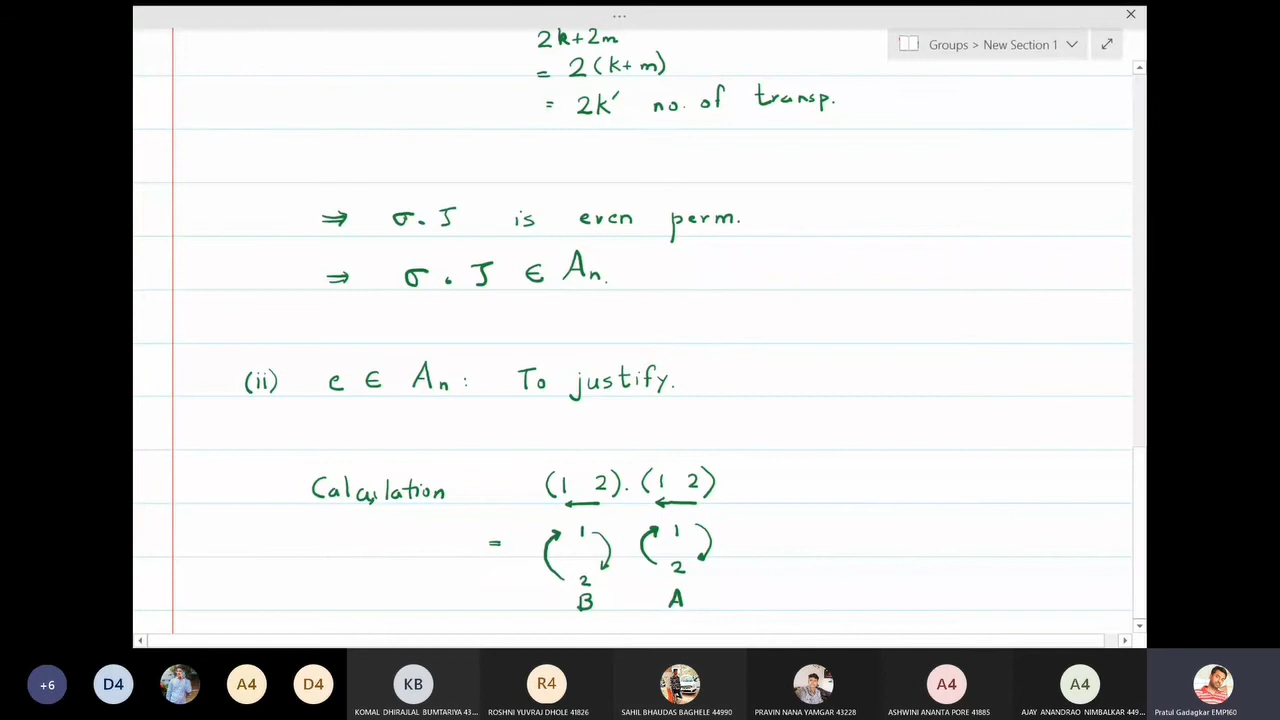 ...
Groups > New Section 1
2k+2m
= 2(k+m)
= 2k' no. of transp.
⇒ σ. J is even perm.
⇒ σ . J ∈ An.
(ii) e ∈ An: To justify.
Calculation (1 2). (1 2)
= 1 1
2 2
B A
+6 D4 A4 D4 KB R4 A4 A4
KOMAL DHIRAJLAL BUMTARIYA 43... ROSHNI YUVRAJ DHOLE 41826 SAHIL BHAUDAS BAGHELE 44990 PRAVIN NANA YAMGAR 43228 ASHWINI ANANTA PORE 41885 AJAY ANANDRAO NIMBALKAR 449... Pratul Gadagkar EMP160